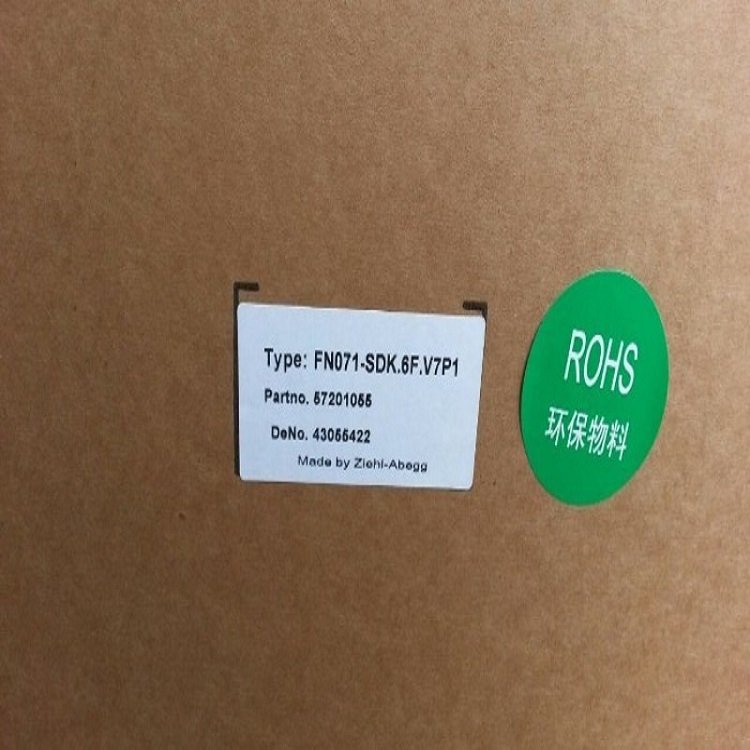 Type: FN071-SDK.6F.V7P1
Partno. 57201055
DeNo. 43055422
Made by Ziehl-Abegg
ROHS
环保物料